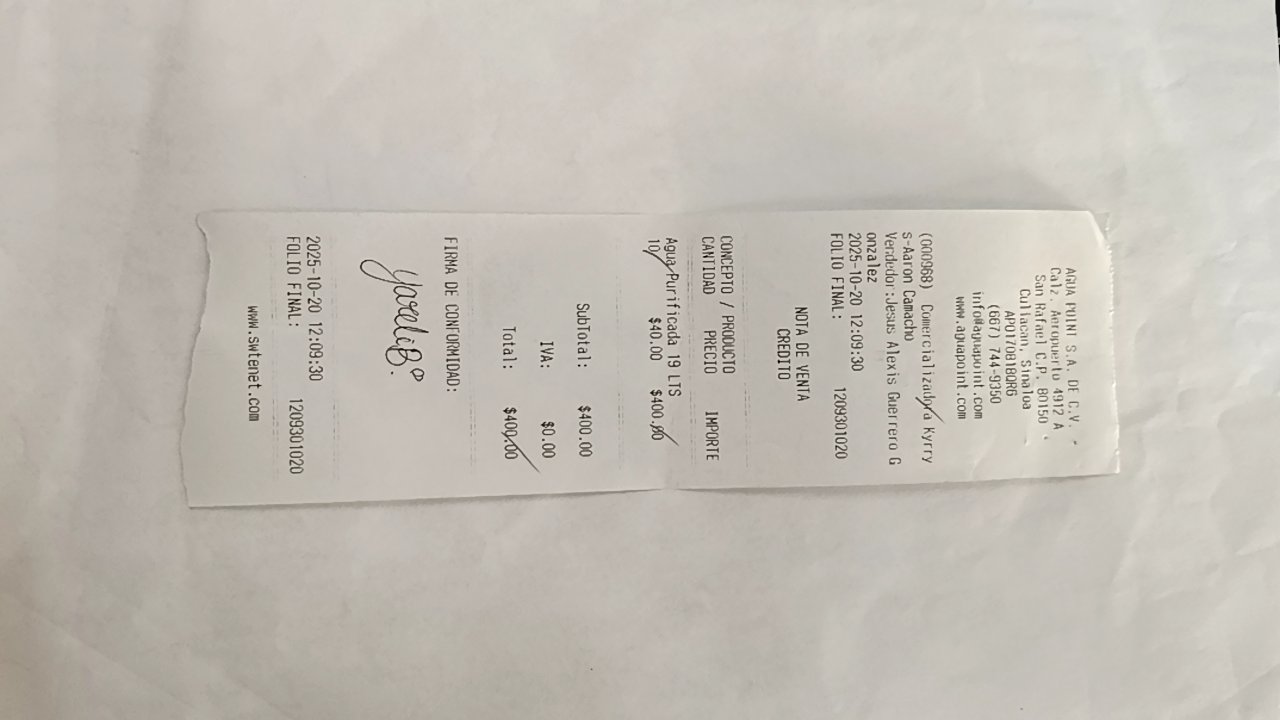 AGUA POINT S.A. DE C.V.
Calz. Aeropuerto 4912 A
San Rafael C.P. 80150
Culiacan, Sinaloa
APO170818QR6
(667) 744-9350
info@aguapoint.com
www.aguapoint.com
(000968) Comercializadora Kyrry
s-Aaron Camacho
Vendedor:Jesus Alexis Guerrero G
onzalez
2025-10-20 12:09:30
FOLIO FINAL: 1209301020
NOTA DE VENTA
CREDITO
CONCEPTO / PRODUCTO
CANTIDAD PRECIO IMPORTE
Agua Purificada 19 LTS
10 $40.00 $400.00
SubTotal: $400.00
IVA: $0.00
Total: $400.00
FIRMA DE CONFORMIDAD:
2025-10-20 12:09:30
FOLIO FINAL: 1209301020
www.swtenet.com